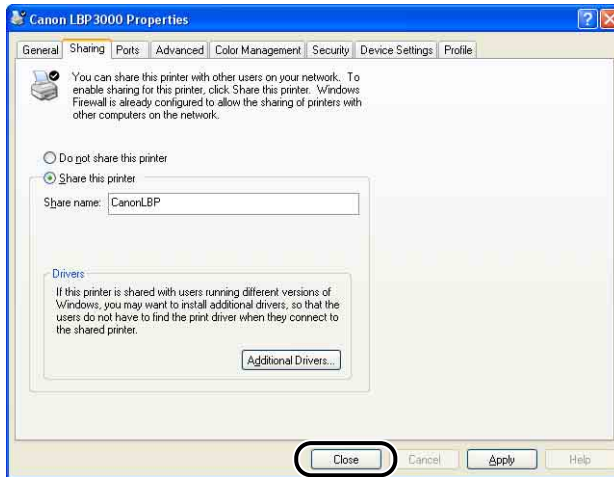 Canon LBP3000 Properties
General Sharing Ports Advanced Color Management Security Device Settings Profile
You can share this printer with other users on your network. To
enable sharing for this printer, click Share this printer. Windows
Firewall is already configured to allow the sharing of printers with
other computers on the network.
Do not share this printer
Share this printer
Share name: CanonLBP
Drivers
If this printer is shared with users running different versions of
Windows, you may want to install additional drivers, so that the
users do not have to find the print driver when they connect to
the shared printer.
Additional Drivers...
Close Cancel Apply Help